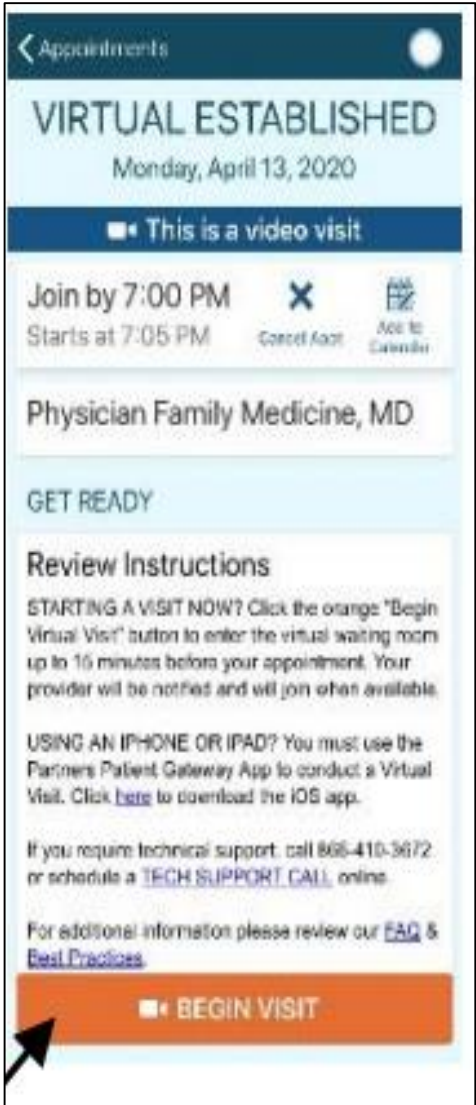 Appointments
VIRTUAL ESTABLISHED
Monday, April 13, 2020
This is a video visit
Join by 7:00 PM
Starts at 7:05 PM
Cancel Appt
Add to
Calendar
Physician Family Medicine, MD
GET READY
Review Instructions
STARTING A VISIT NOW? Click the orange "Begin
Virtual Visit" button to enter the virtual waiting room
up to 15 minutes before your appointment. Your
provider will be notified and will join when available.
USING AN IPHONE OR IPAD? You must use the
Partners Patient Gateway App to conduct a Virtual
Visit. Click here to download the iOS app.
If you require technical support, call 866-410-3672
or schedule a TECH SUPPORT CALL online.
For additional information please review our FAQ &
Best Practices.
BEGIN VISIT